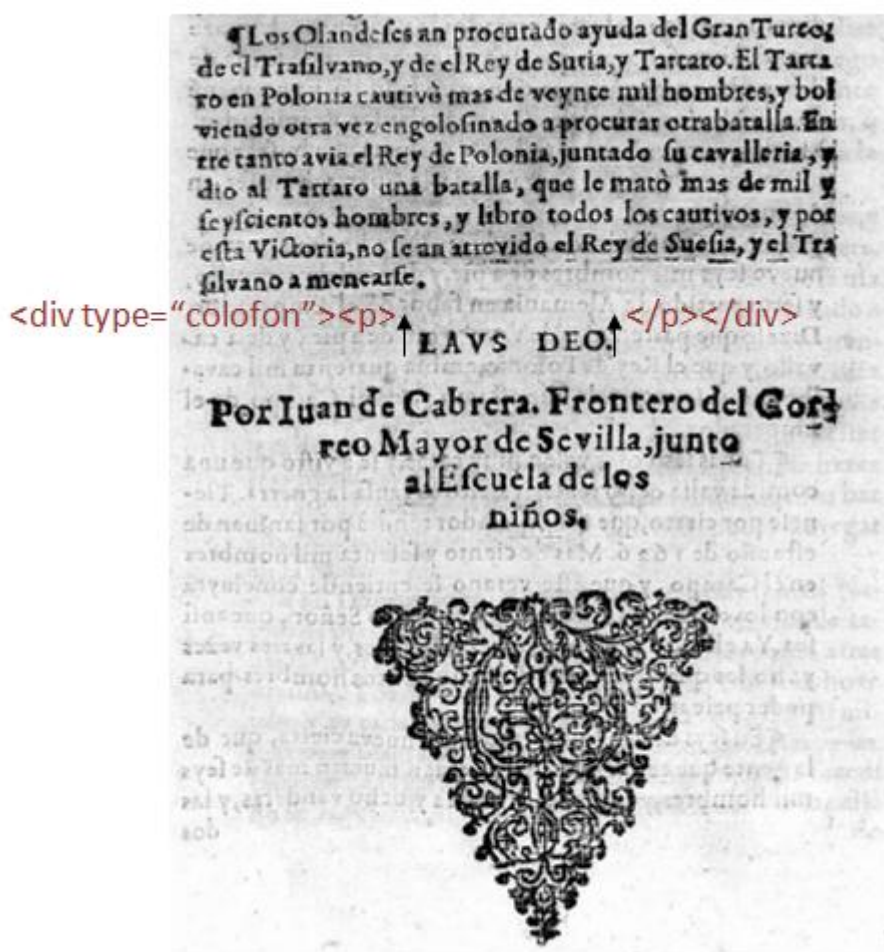 ¶Los Olandeses an procurado ayuda del Gran Turco,
de el Trasilvano, y de el Rey de Suria, y Tartaro. El Tarta
ro en Polonia cautivò mas de veynte mil hombres, y bol
viendo otra vez engolosinado a procurar otra batalla. En
tre tanto avia el Rey de Polonia, juntado su cavalleria, y
dio al Tartaro una batalla, que le matò mas de mil y
seyscientos hombres, y libro todos los cautivos, y por
esta Victoria, no se an atrevido el Rey de Suesia, y el Tra
silvano a menearse.
<div type=“colofon”><p> </p></div>
LAVS DEO.
Por Iuan de Cabrera. Frontero del Cor-
reo Mayor de Sevilla, junto
al Escuela de los
niños.